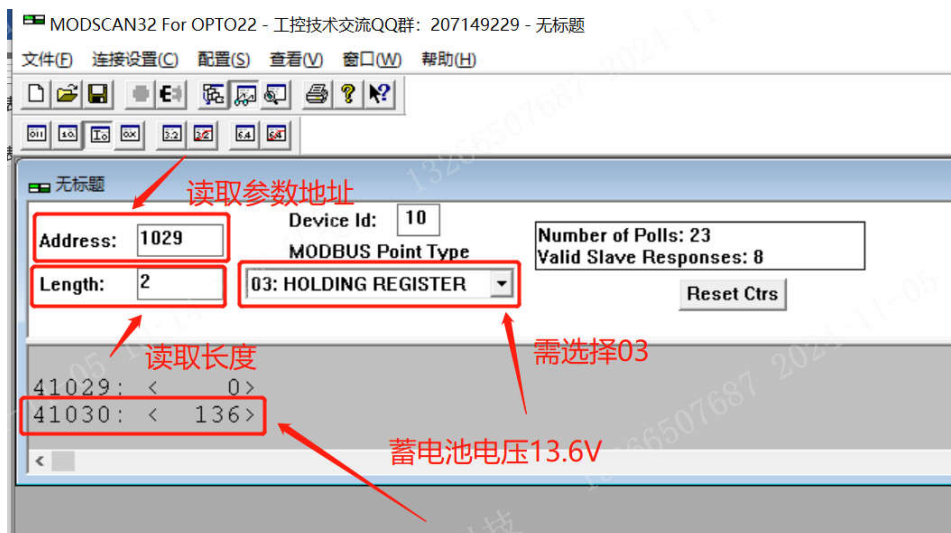 MODSCAN32 For OPTO22 - 工控技术交流QQ群：207149229 - 无标题
文件(F) 连接设置(C) 配置(S) 查看(V) 窗口(W) 帮助(H)
无标题
读取参数地址
Address: 1029
Device Id: 10
MODBUS Point Type
Number of Polls: 23
Valid Slave Responses: 8
Length: 2
03: HOLDING REGISTER
Reset Ctrs
读取长度
需选择03
41029: < 0>
41030: < 136>
蓄电池电压13.6V